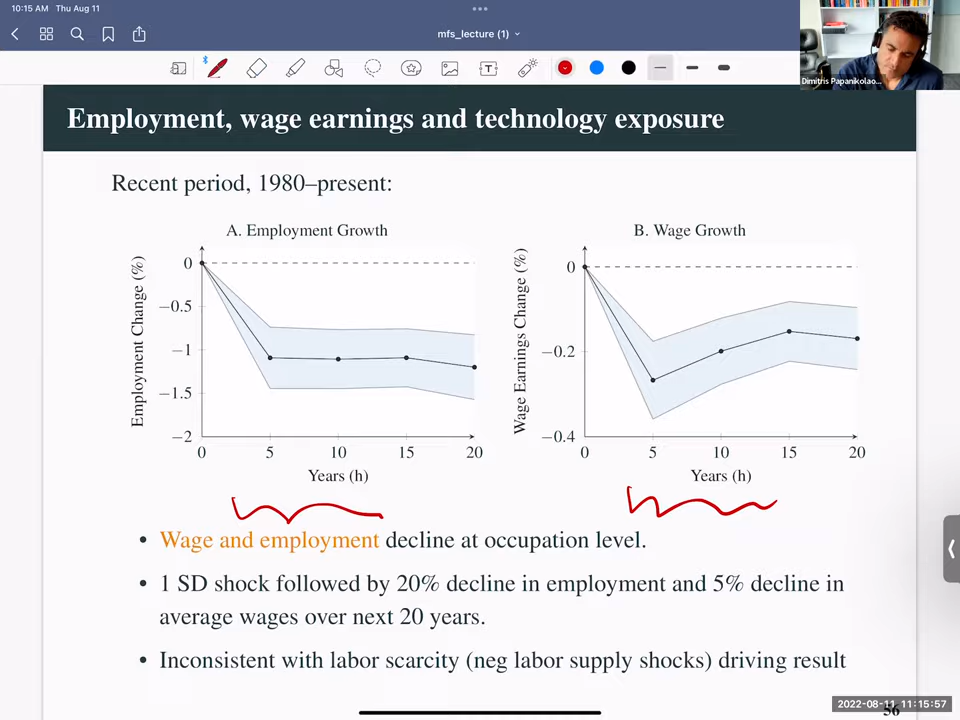 10:15 AM Thu Aug 11
mfs_lecture (1)
T
Dimitris Papanikolao...
Employment, wage earnings and technology exposure
Recent period, 1980–present:
A. Employment Growth
Employment Change (%)
0
−0.5
−1
−1.5
−2
0 5 10 15 20
Years (h)
B. Wage Growth
Wage Earnings Change (%)
0
−0.2
−0.4
0 5 10 15 20
Years (h)
• Wage and employment decline at occupation level.
• 1 SD shock followed by 20% decline in employment and 5% decline in
average wages over next 20 years.
• Inconsistent with labor scarcity (neg labor supply shocks) driving result
2022-08-11 11:15:57
56